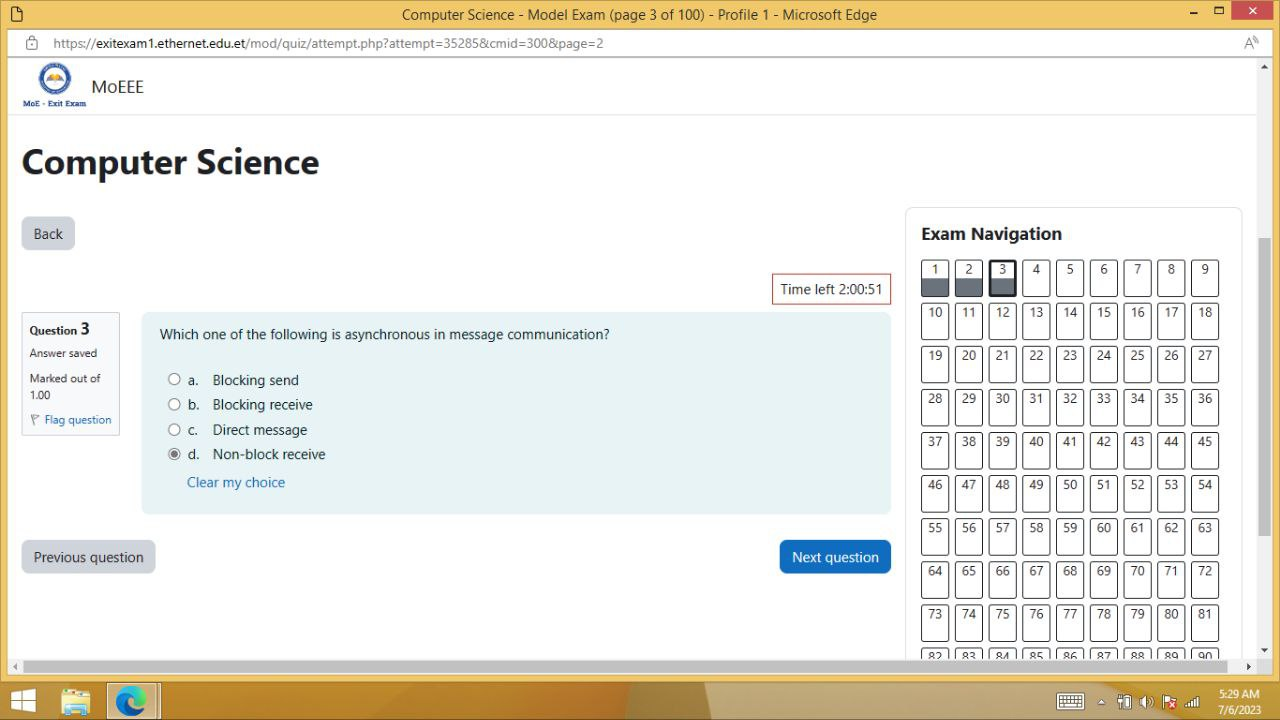 Computer Science - Model Exam (page 3 of 100) - Profile 1 - Microsoft Edge
https://exitexam1.ethernet.edu.et/mod/quiz/attempt.php?attempt=35285&cmid=300&page=2
MoE - Exit Exam
MoEEE
Computer Science
Back
Time left 2:00:51
Question 3
Answer saved
Marked out of
1.00
Flag question
Which one of the following is asynchronous in message communication?
a. Blocking send
b. Blocking receive
c. Direct message
d. Non-block receive
Clear my choice
Previous question
Next question
Exam Navigation
1 2 3 4 5 6 7 8 9
10 11 12 13 14 15 16 17 18
19 20 21 22 23 24 25 26 27
28 29 30 31 32 33 34 35 36
37 38 39 40 41 42 43 44 45
46 47 48 49 50 51 52 53 54
55 56 57 58 59 60 61 62 63
64 65 66 67 68 69 70 71 72
73 74 75 76 77 78 79 80 81
82 83 84 85 86 87 88 89 90
5:29 AM
7/6/2023